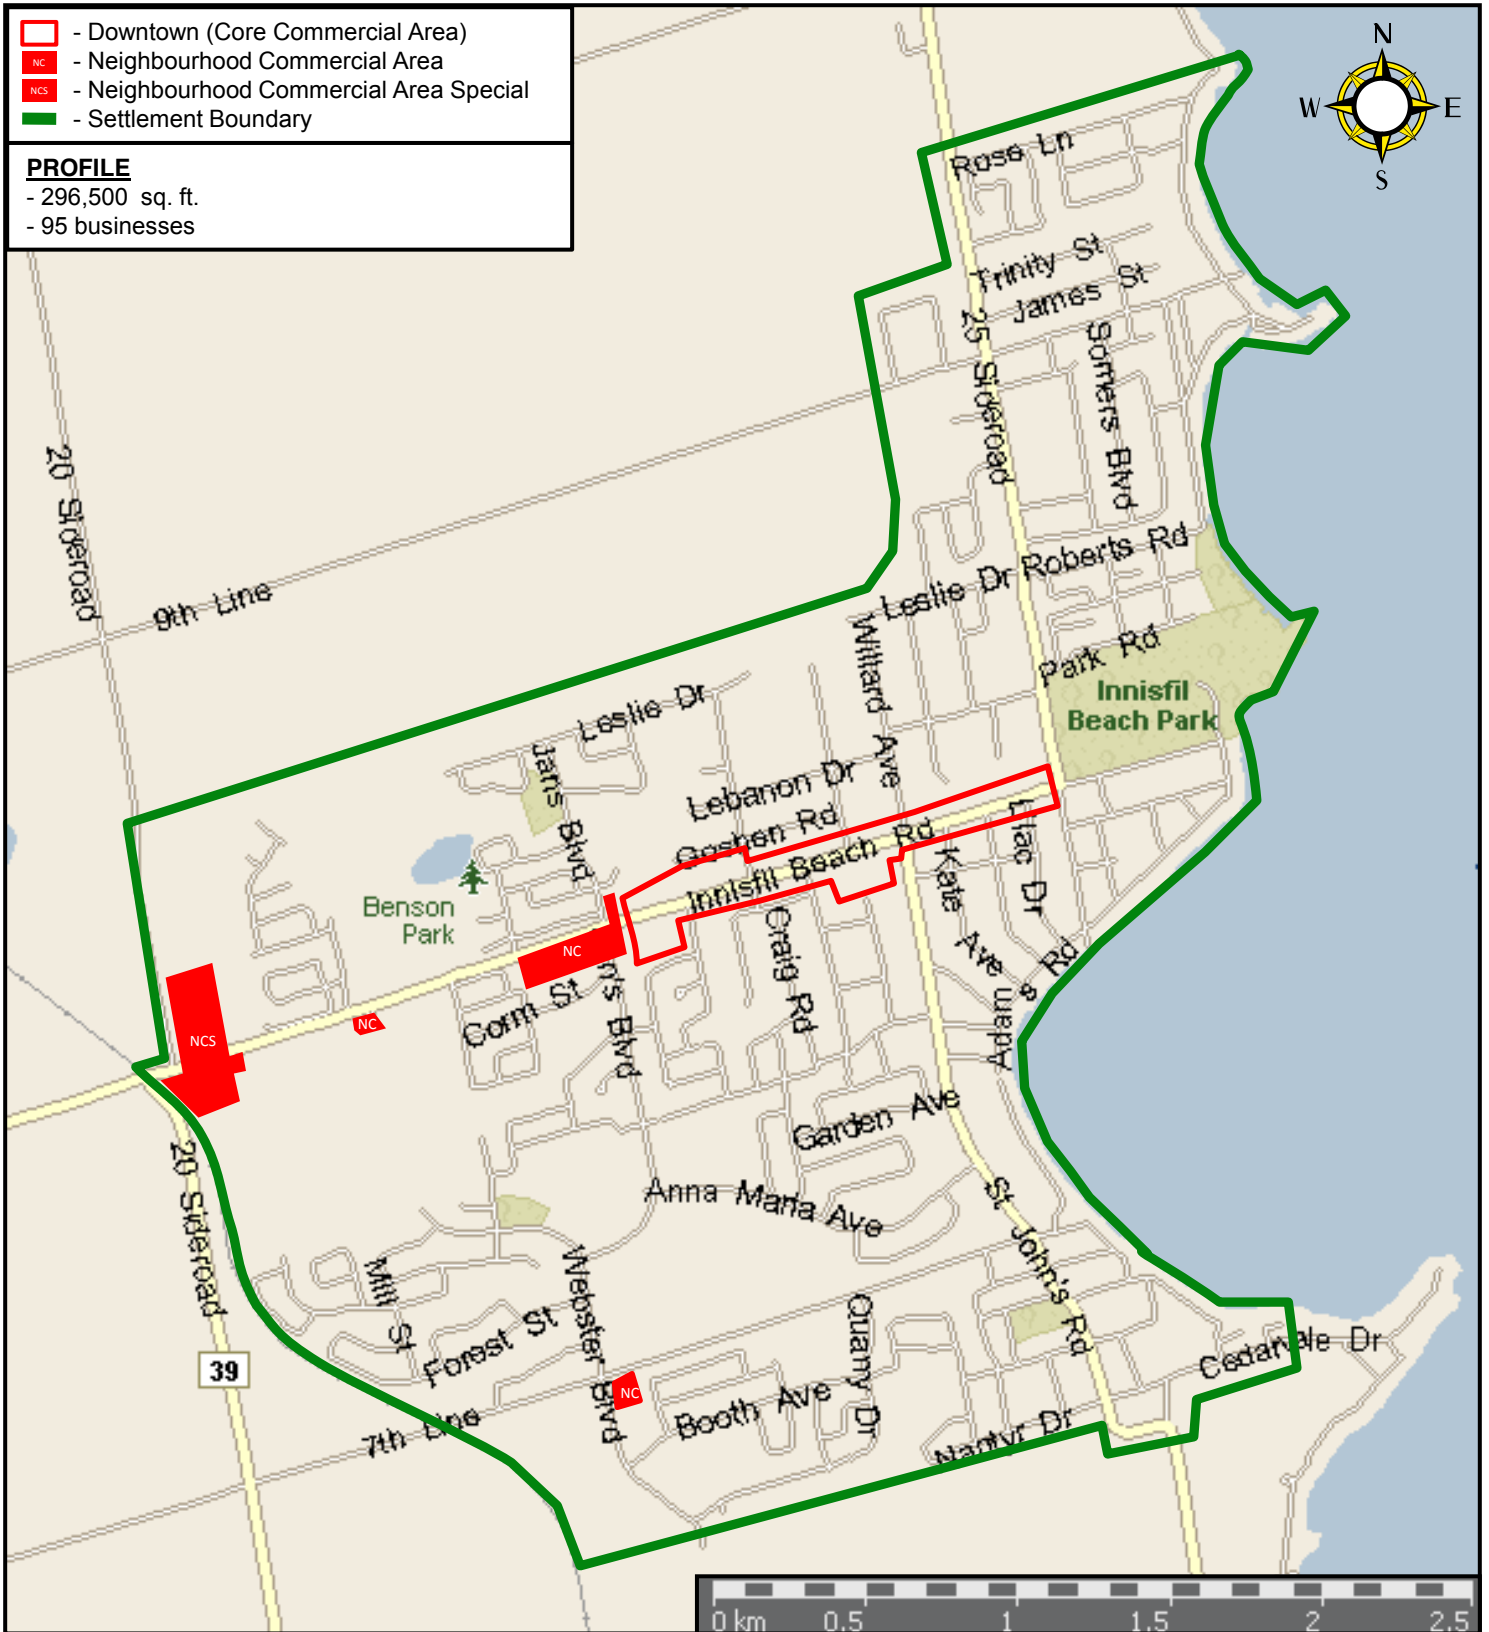 - Downtown (Core Commercial Area)
NC
- Neighbourhood Commercial Area
NCS
- Neighbourhood Commercial Area Special
- Settlement Boundary
PROFILE
- 296,500 sq. ft.
- 95 businesses
N
W
E
S
Rose Ln
Trinity St
James St
25 Sideroad
Somers Blvd
20 Sideroad
9th Line
Leslie Dr
Roberts Rd
Willard Ave
Park Rd
Innisfil
Beach Park
Leslie Dr
Jans Blvd
Lebanon Dr
Goshen Rd
Innisfil Beach Rd
Lilac Dr
Kate Ave
Benson
Park
NC
Corm St
Craig Rd
Adam
s
Rd
NC
NCS
n's Blvd
Garden Ave
20 Sideroad
Anna Maria Ave
St John's Rd
Mill St
Forest St
Webster Blvd
Quarry Dr
Cedarvale Dr
39
NC
Booth Ave
7th Line
Nantyr Dr
0 km
0.5
1
1.5
2
2.5